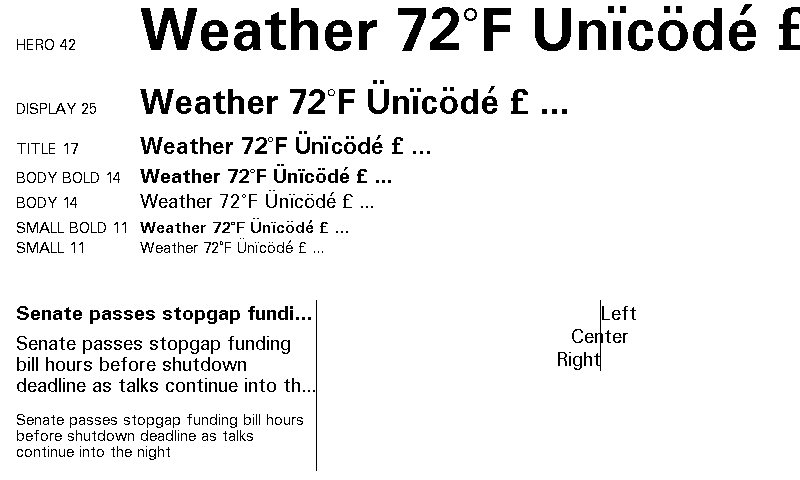 HERO 42 Weather 72°F Unïcödé £
DISPLAY 25 Weather 72°F Ünïcödé £ ...
TITLE 17 Weather 72°F Ünïcödé £ ...
BODY BOLD 14 Weather 72°F Ünïcödé £ ...
BODY 14 Weather 72°F Ünïcödé £ ...
SMALL BOLD 11 Weather 72°F Ünïcödé £ ...
SMALL 11 Weather 72°F Ünïcödé £ ...
Senate passes stopgap fundi...
Senate passes stopgap funding
bill hours before shutdown
deadline as talks continue into th...
Senate passes stopgap funding bill hours
before shutdown deadline as talks
continue into the night
Left
Center
Right